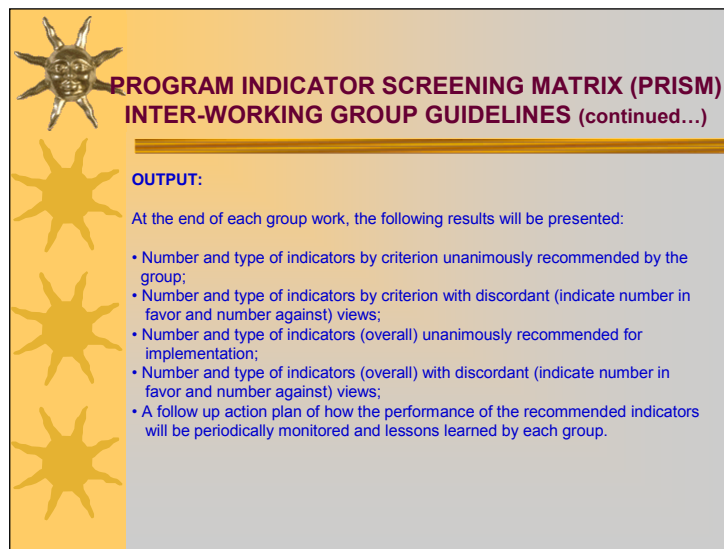 PROGRAM INDICATOR SCREENING MATRIX (PRISM)
INTER-WORKING GROUP GUIDELINES (continued…)
OUTPUT:
At the end of each group work, the following results will be presented:
• Number and type of indicators by criterion unanimously recommended by the
group;
• Number and type of indicators by criterion with discordant (indicate number in
favor and number against) views;
• Number and type of indicators (overall) unanimously recommended for
implementation;
• Number and type of indicators (overall) with discordant (indicate number in
favor and number against) views;
• A follow up action plan of how the performance of the recommended indicators
will be periodically monitored and lessons learned by each group.